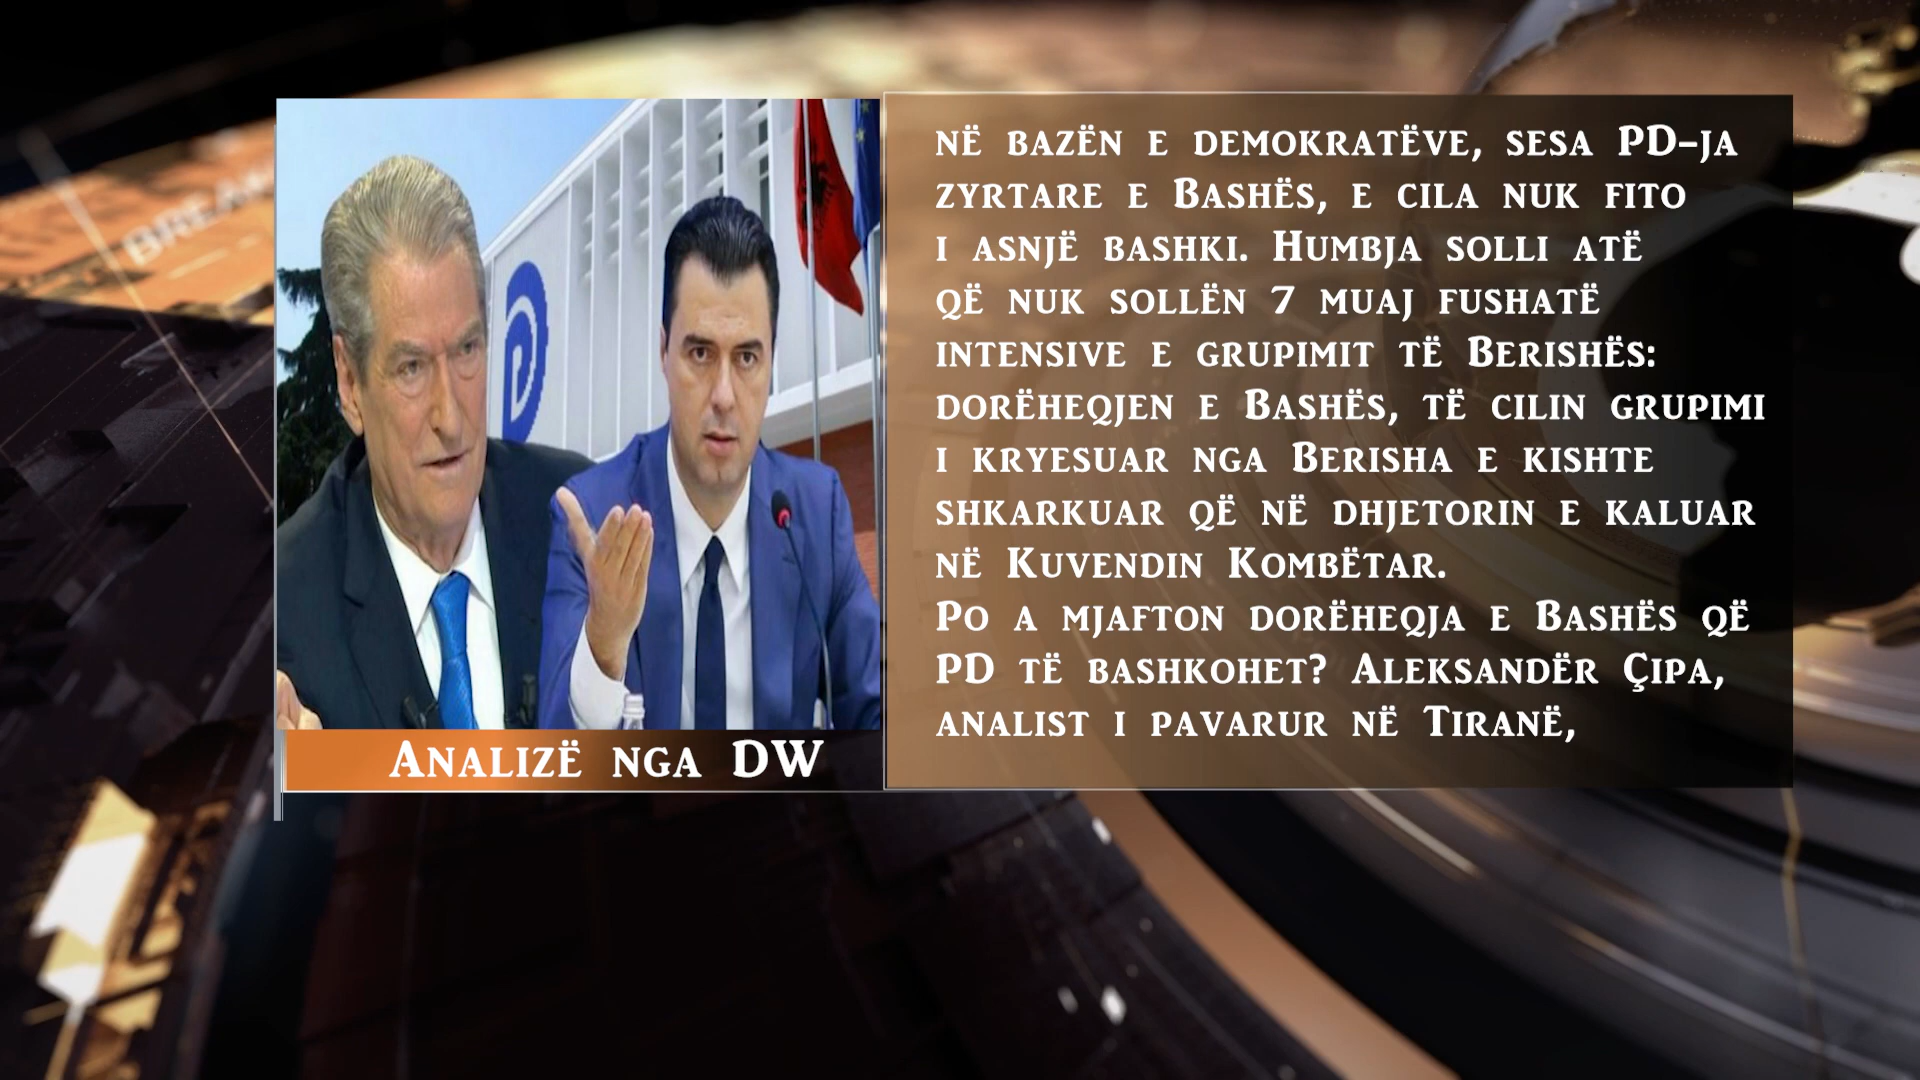 NË BAZËN E DEMOKRATËVE, SESA PD-JA
ZYRTARE E BASHËS, E CILA NUK FITO
I ASNJË BASHKI. HUMBJA SOLLI ATË
QË NUK SOLLËN 7 MUAJ FUSHATË
INTENSIVE E GRUPIMIT TË BERISHËS:
DORËHEQJEN E BASHËS, TË CILIN GRUPIMI
I KRYESUAR NGA BERISHA E KISHTE
SHKARKUAR QË NË DHJETORIN E KALUAR
NË KUVENDIN KOMBËTAR.
PO A MJAFTON DORËHEQJA E BASHËS QË
PD TË BASHKOHET? ALEKSANDËR ÇIPA,
ANALIST I PAVARUR NË TIRANË,
ANALIZË NGA DW